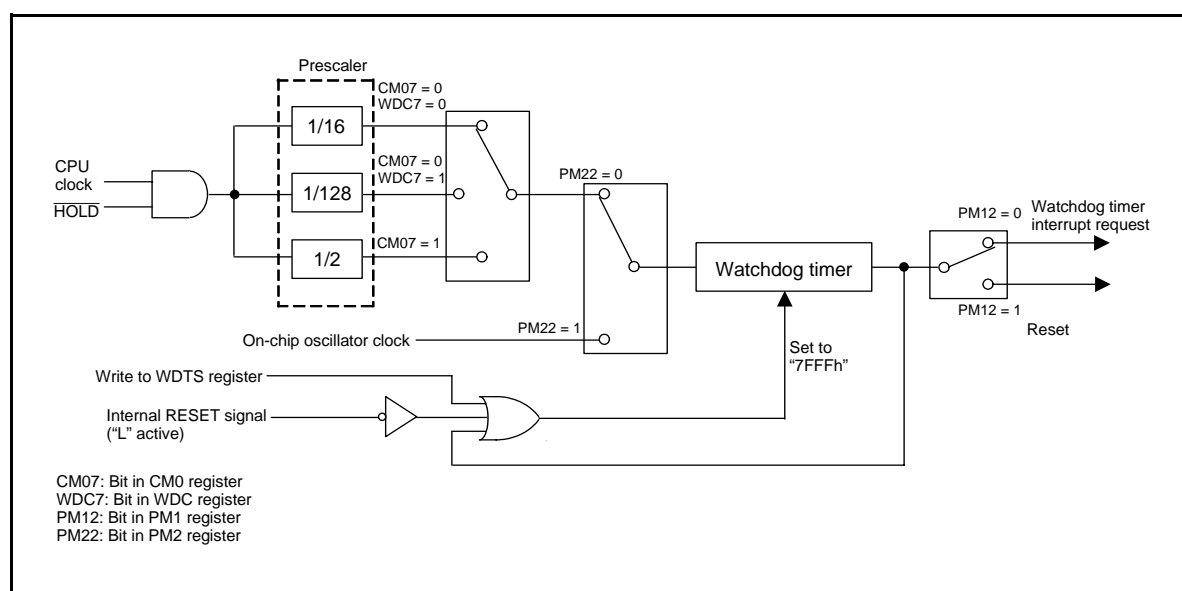 Prescaler
CM07 = 0
WDC7 = 0
1/16
CPU
clock
HOLD
CM07 = 0
WDC7 = 1
1/128
PM22 = 0
CM07 = 1
1/2
PM12 = 0
Watchdog timer
interrupt request
Watchdog timer
PM12 = 1
Reset
On-chip oscillator clock
PM22 = 1
Set to
“7FFFh”
Write to WDTS register
Internal RESET signal
(“L” active)
CM07: Bit in CM0 register
WDC7: Bit in WDC register
PM12: Bit in PM1 register
PM22: Bit in PM2 register